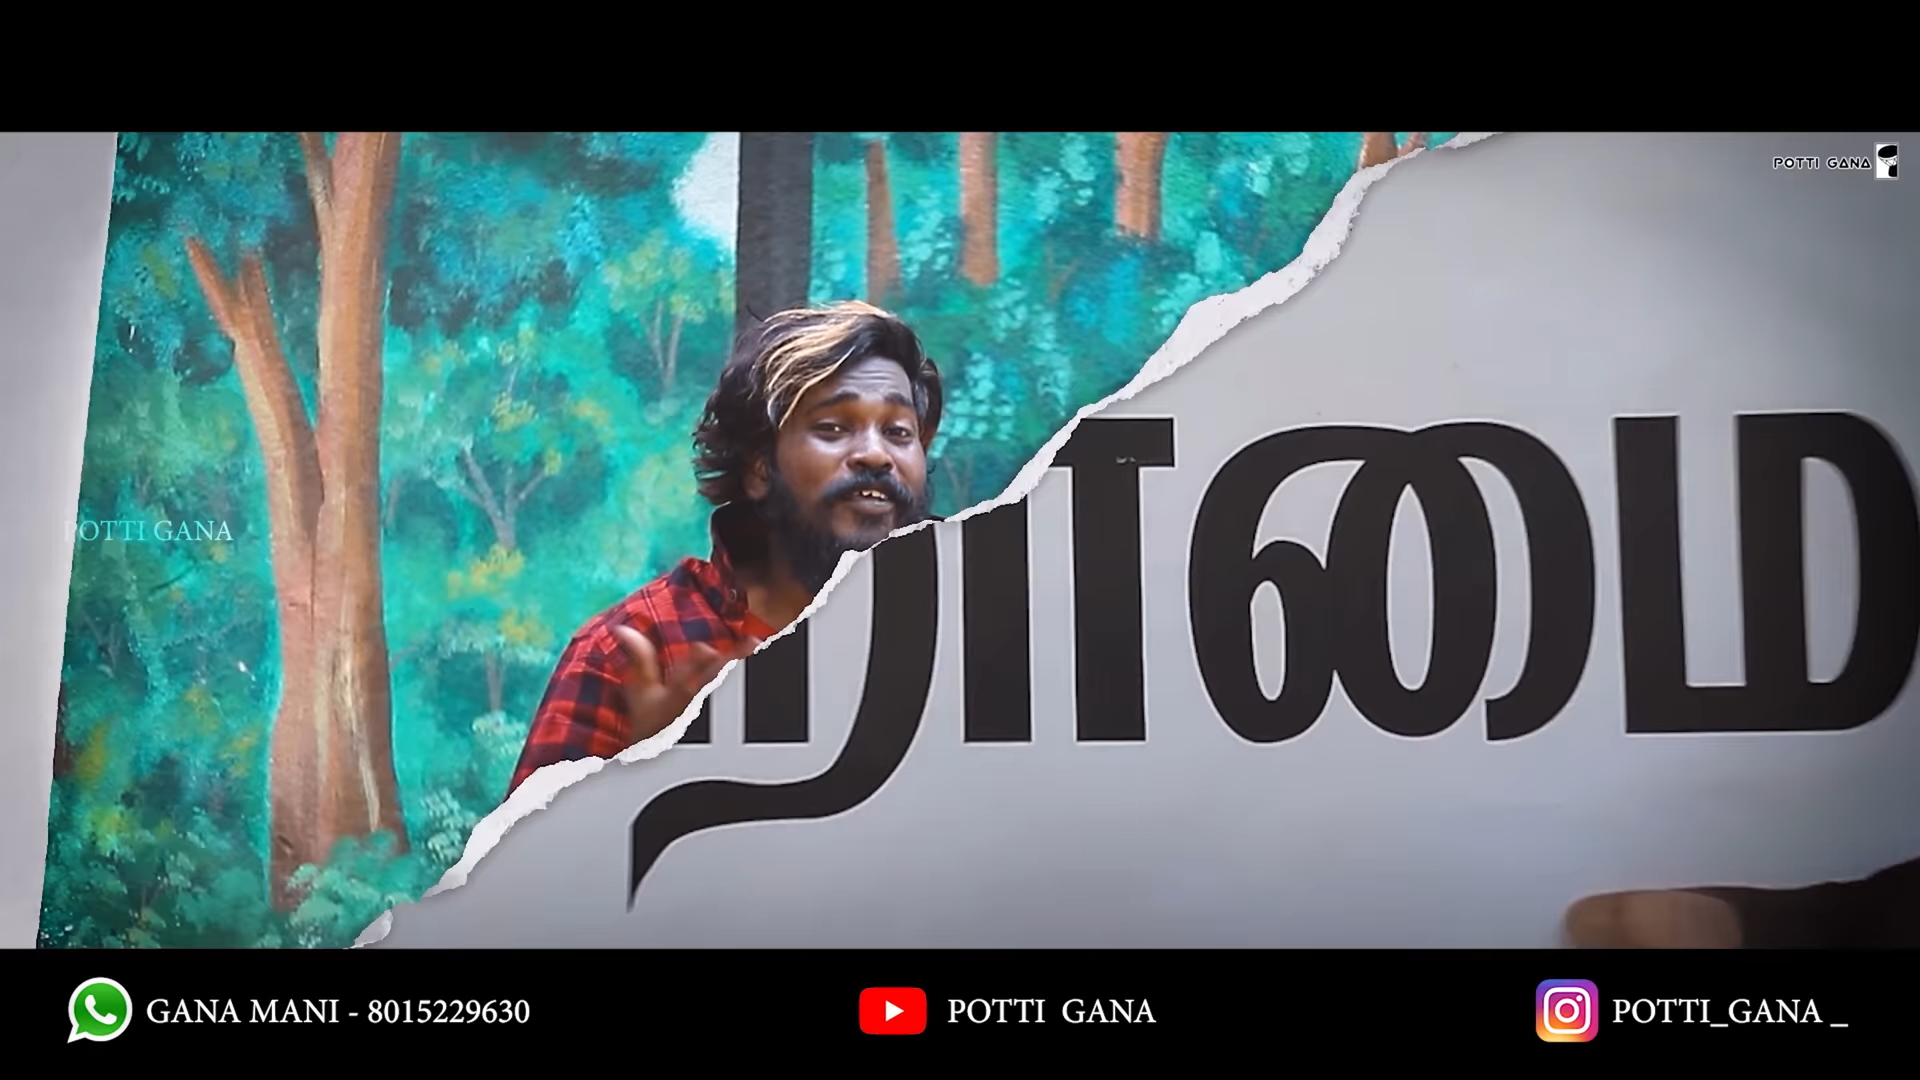 POTTI GANA
றாமை
POTTI GANA
GANA MANI - 8015229630
POTTI GANA
POTTI_GANA _